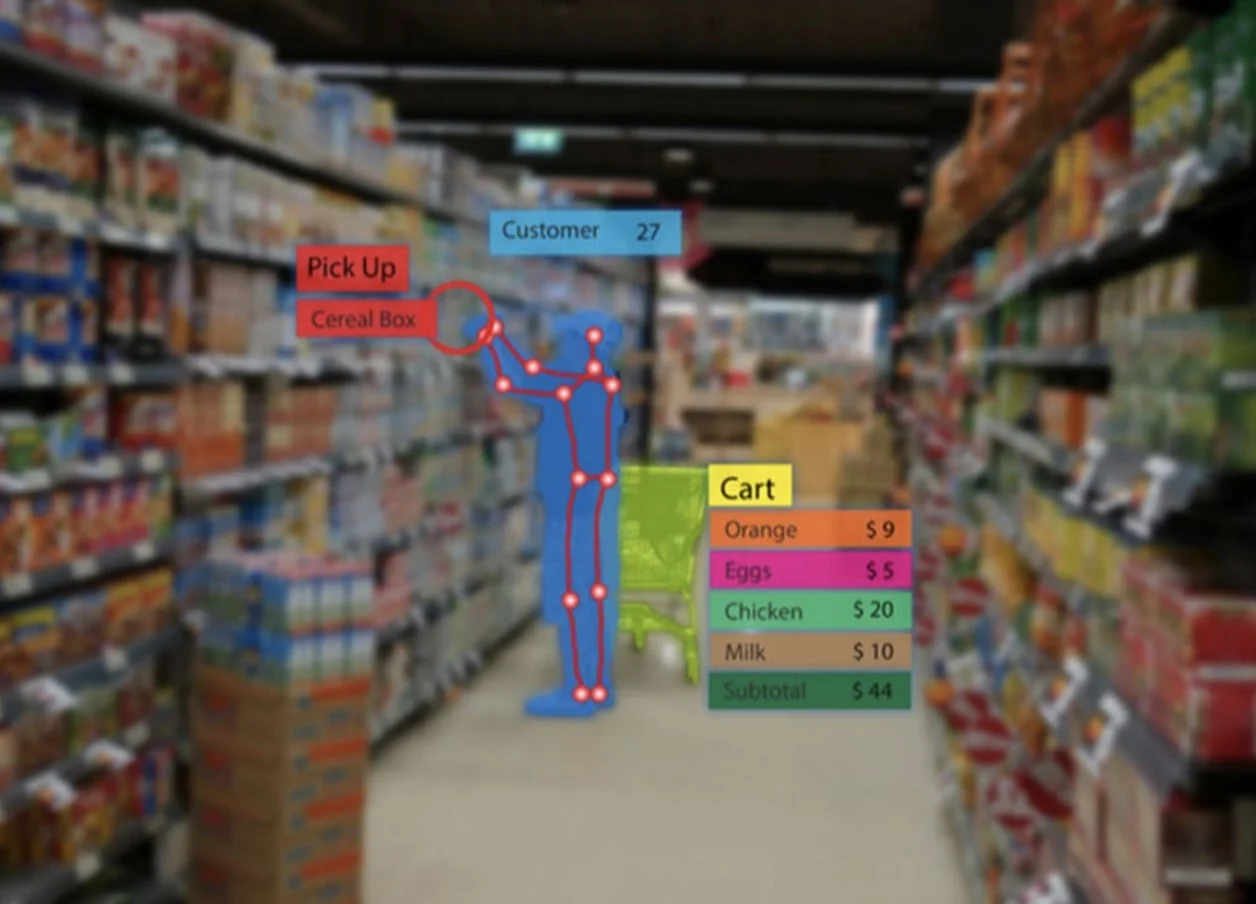 Customer 27
Pick Up
Cereal Box
Cart
Orange $ 9
Eggs $ 5
Chicken $ 20
Milk $ 10
Subtotal $ 44